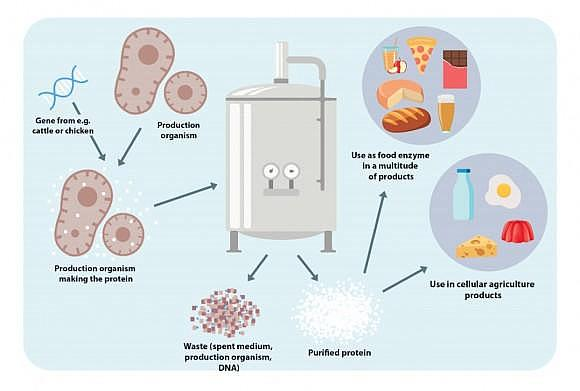 Gene from e.g.
cattle or chicken
Production
organism
Production organism
making the protein
Waste (spent medium,
production organism,
DNA)
Purified protein
Use as food enzyme
in a multitude
of products
Use in cellular agriculture
products